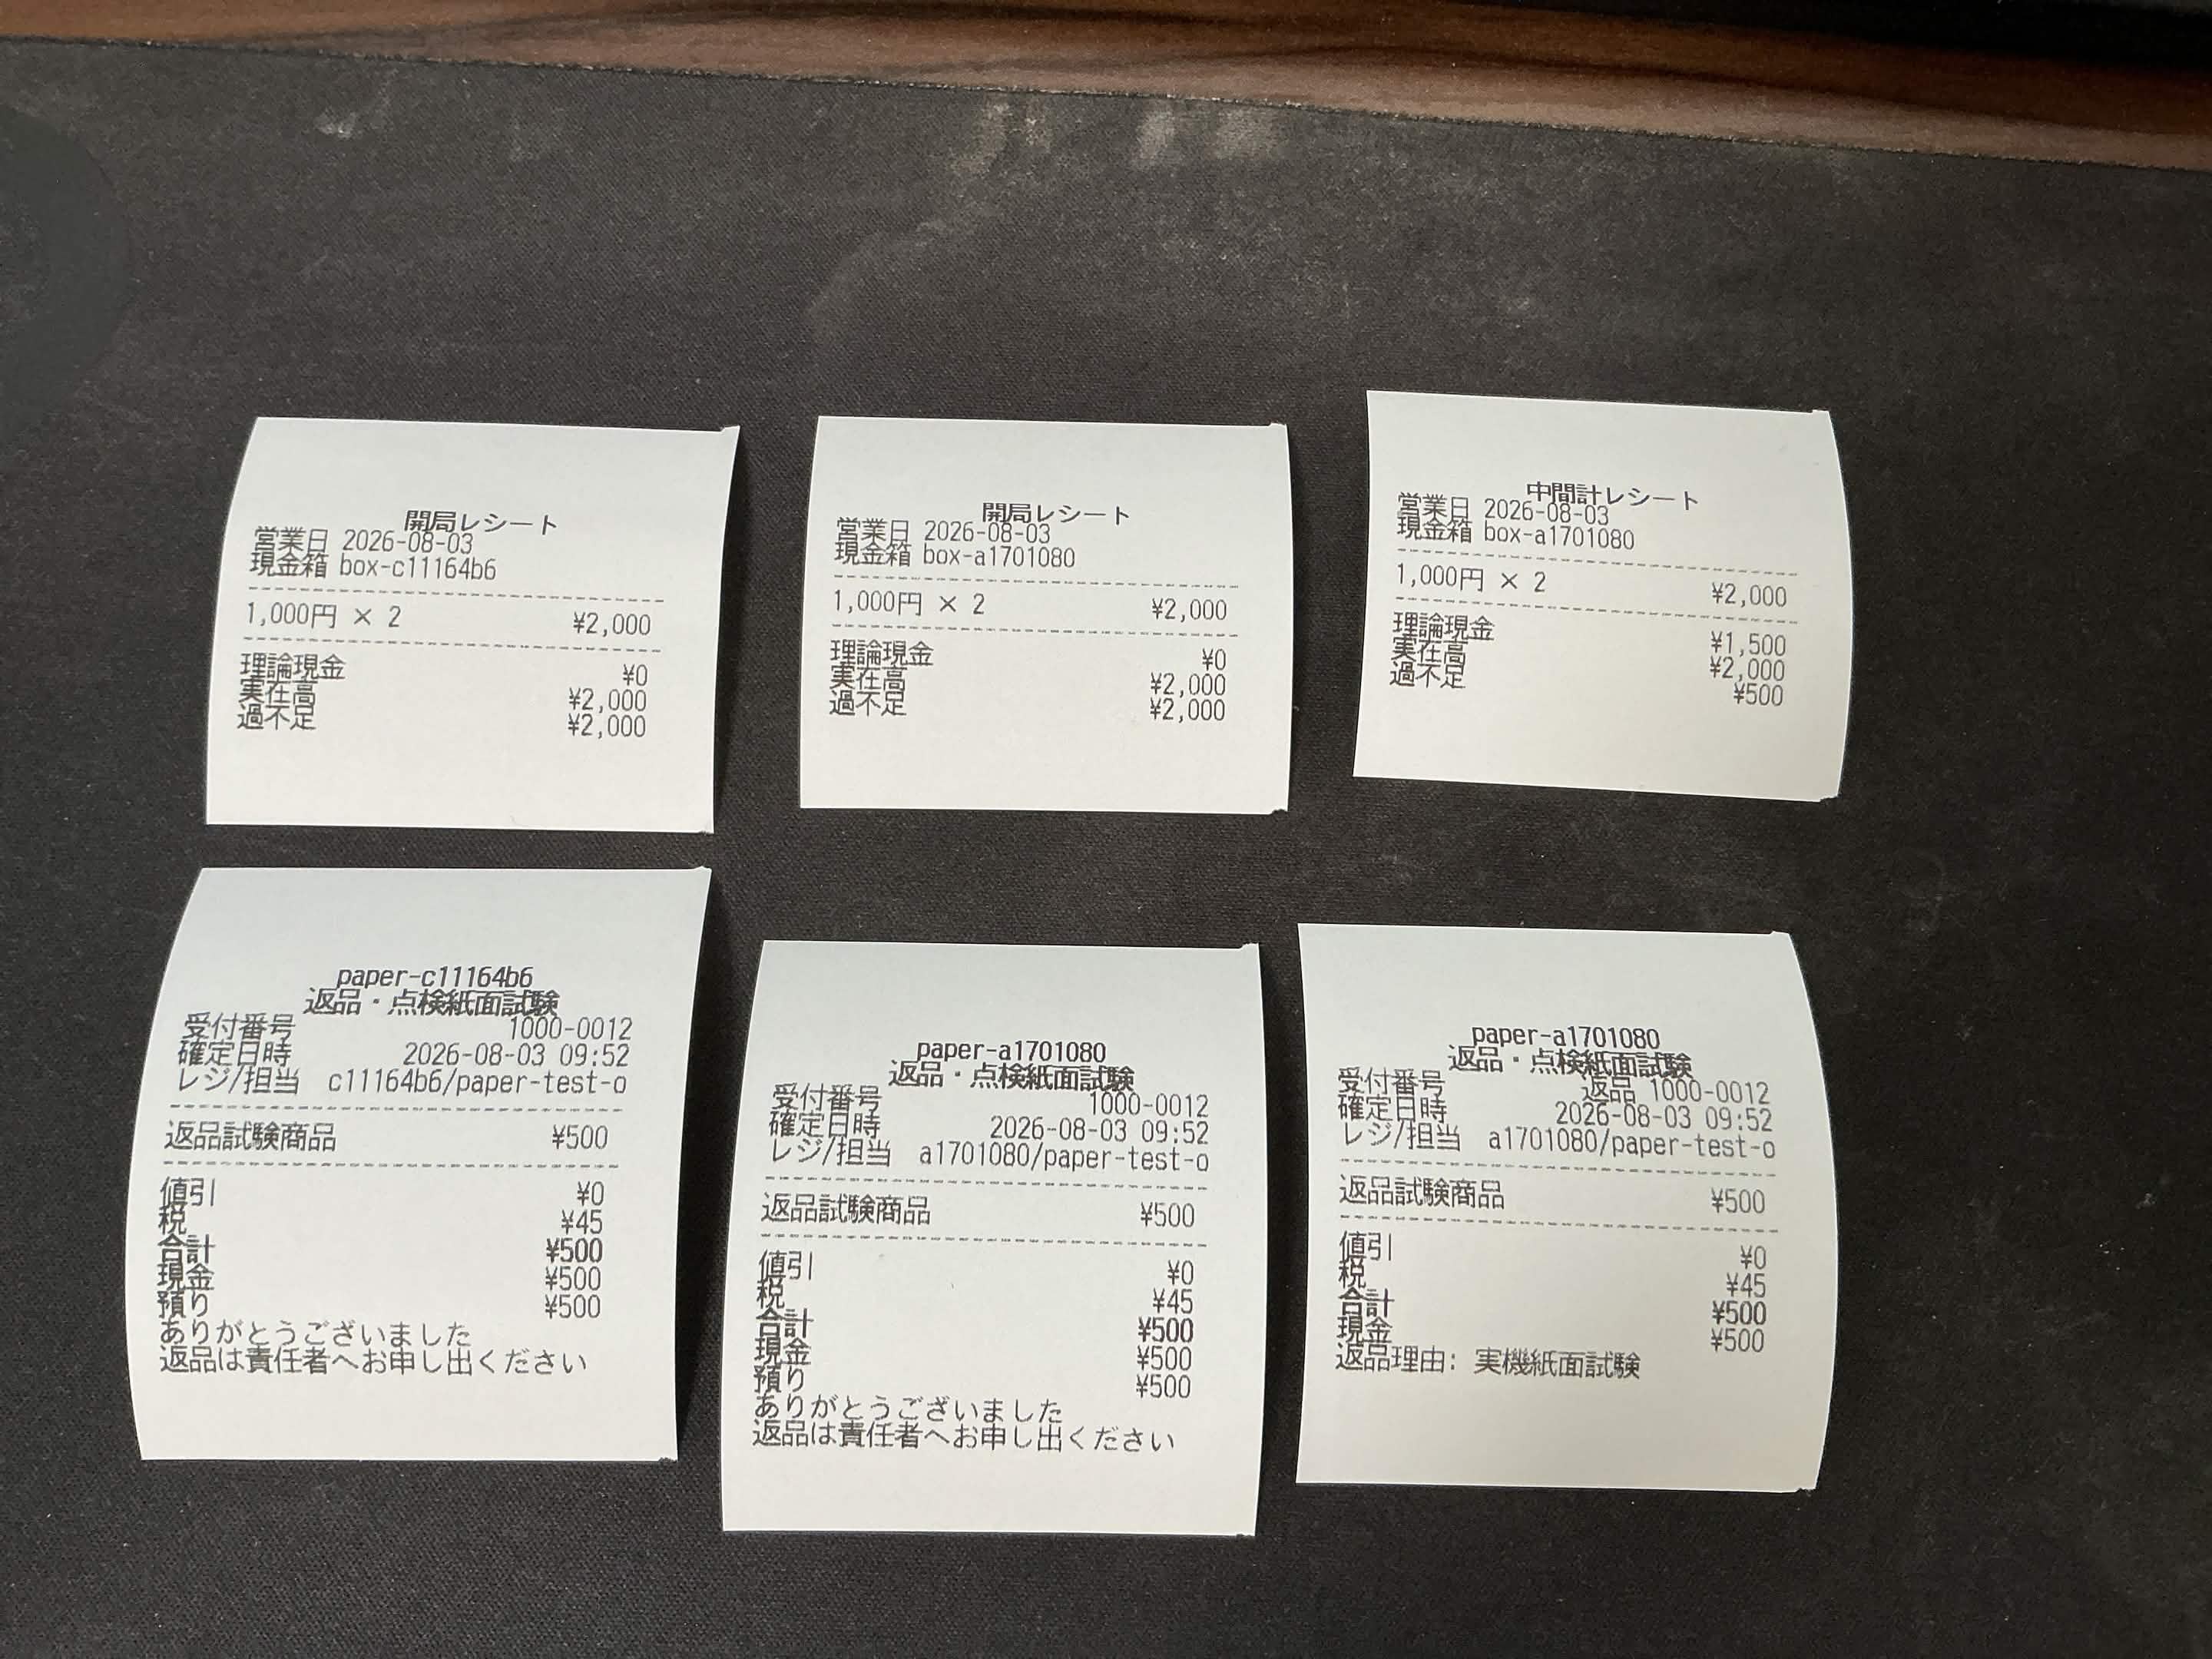 開局レシート
営業日 2026-08-03
現金箱 box-c11164b6
1,000円 × 2 ¥2,000
理論現金 ¥0
実在高 ¥2,000
過不足 ¥2,000
開局レシート
営業日 2026-08-03
現金箱 box-a1701080
1,000円 × 2 ¥2,000
理論現金 ¥0
実在高 ¥2,000
過不足 ¥2,000
中間計レシート
営業日 2026-08-03
現金箱 box-a1701080
1,000円 × 2 ¥2,000
理論現金 ¥1,500
実在高 ¥2,000
過不足 ¥500
paper-c11164b6
返品・点検紙面試験
受付番号 1000-0012
確定日時 2026-08-03 09:52
レジ/担当 c11164b6/paper-test-o
返品試験商品 ¥500
値引 ¥0
税 ¥45
合計 ¥500
現金 ¥500
預り ¥500
ありがとうございました
返品は責任者へお申し出ください
paper-a1701080
返品・点検紙面試験
受付番号 1000-0012
確定日時 2026-08-03 09:52
レジ/担当 a1701080/paper-test-o
返品試験商品 ¥500
値引 ¥0
税 ¥45
合計 ¥500
現金 ¥500
預り ¥500
ありがとうございました
返品は責任者へお申し出ください
paper-a1701080
返品・点検紙面試験
受付番号 返品 1000-0012
確定日時 2026-08-03 09:52
レジ/担当 a1701080/paper-test-o
返品試験商品 ¥500
値引 ¥0
税 ¥45
合計 ¥500
現金 ¥500
返品理由: 実機紙面試験